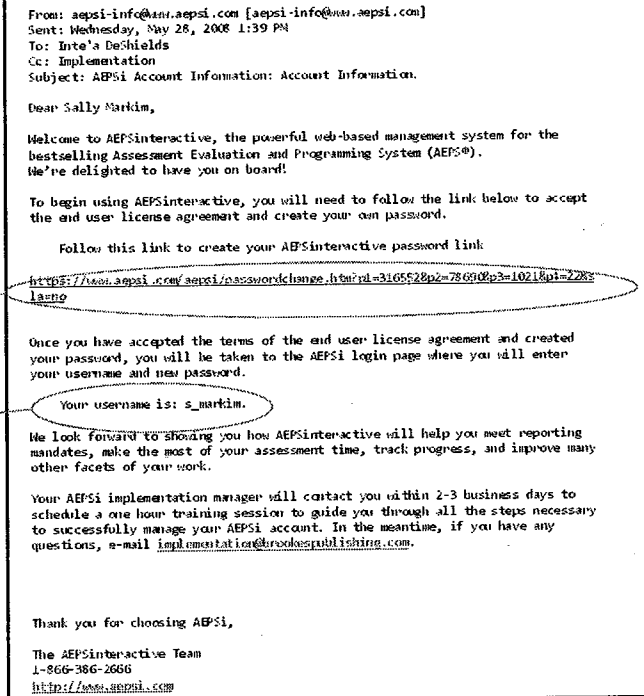 From: aepsi-info@www.aepsi.com [aepsi-info@www.aepsi.com]
Sent: Wednesday, May 28, 2008 1:39 PM
To: Inte'a DeShields
Cc: Implementation
Subject: AEPSi Account Information: Account Information.
Dear Sally Markim,
Welcome to AEPSinteractive, the powerful web-based management system for the
bestselling Assessment Evaluation and Programming System (AEPS®).
We're delighted to have you on board!
To begin using AEPSinteractive, you will need to follow the link below to accept
the end user license agreement and create your own password.
Follow this link to create your AEPSinteractive password link
Once you have accepted the terms of the end user license agreement and created
your password, you will be taken to the AEPSi login page where you will enter
your username and new password.
Your username is: s_markim.
We look forward to showing you how AEPSinteractive will help you meet reporting
mandates, make the most of your assessment time, track progress, and improve many
other facets of your work.
Your AEPSi implementation manager will contact you within 2-3 business days to
schedule a one hour training session to guide you through all the steps necessary
to successfully manage your AEPSi account. In the meantime, if you have any
questions, e-mail implementation@brookespublishing.com.
Thank you for choosing AEPSi,
The AEPSinteractive Team
1-866-386-2666
http://www.aepsi.com